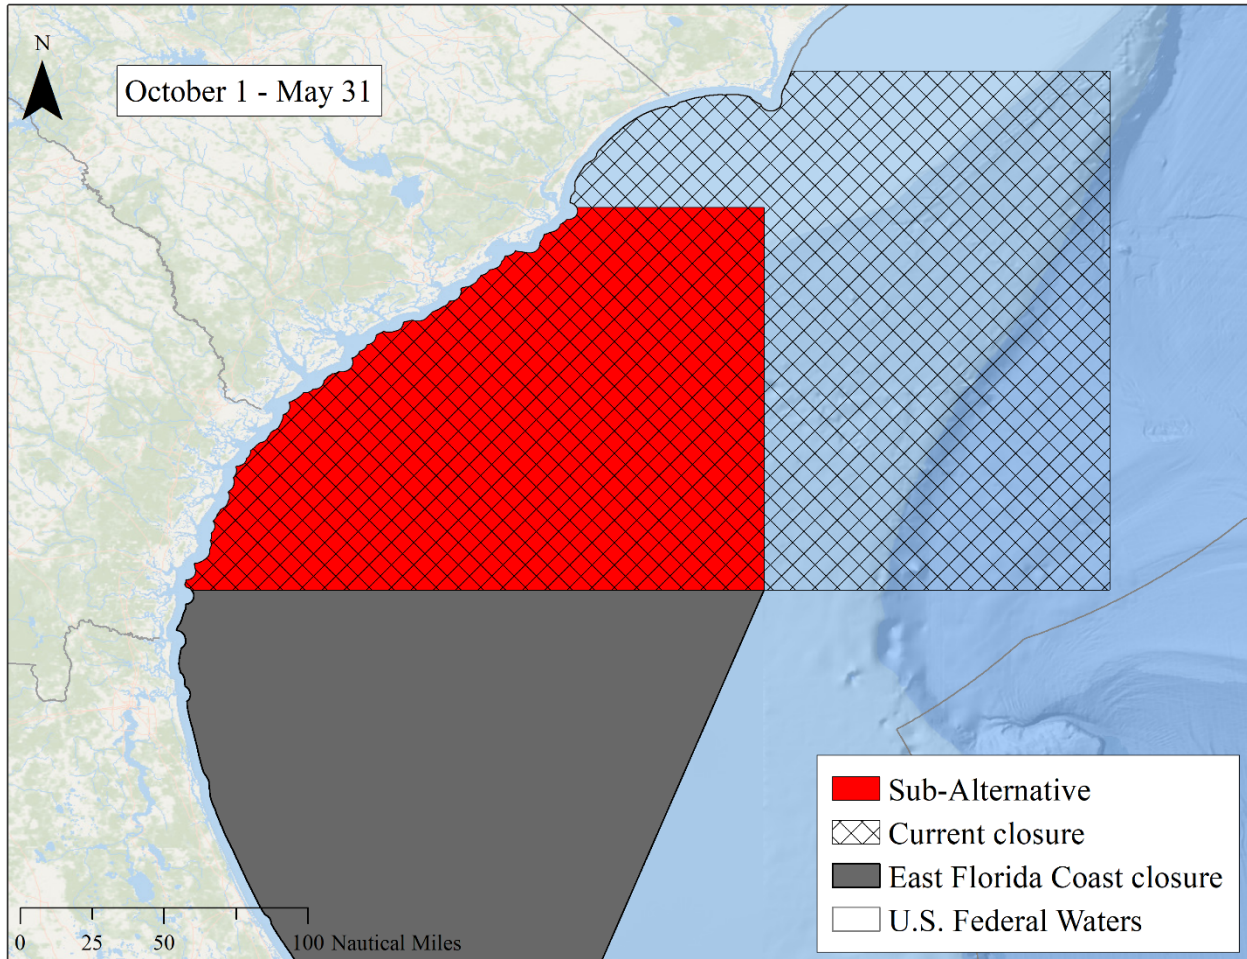 N
October 1 - May 31
Sub-Alternative
Current closure
East Florida Coast closure
U.S. Federal Waters
0 25 50 100 Nautical Miles